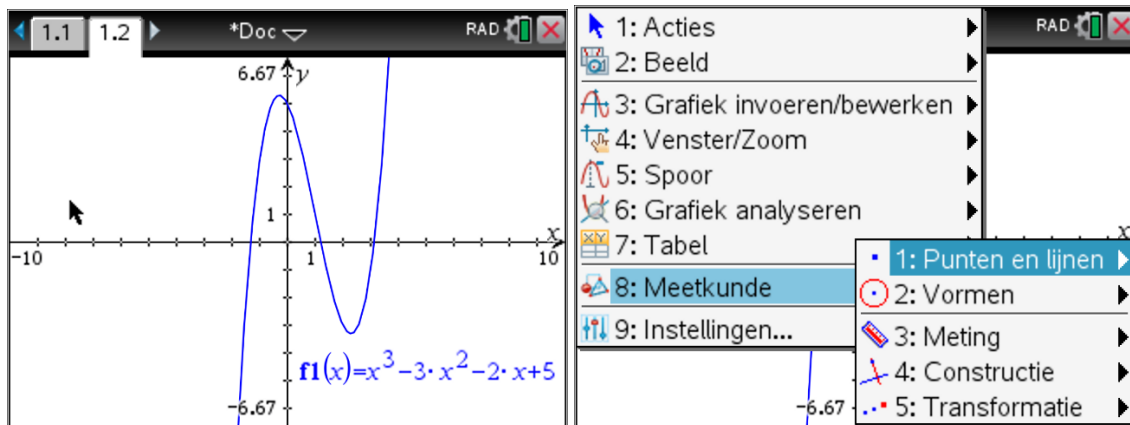 1.1 1.2 *Doc RAD
6.67 y
1
x
-10 1 10
f1(x)=x^3-3·x^2-2·x+5
-6.67
1: Acties
2: Beeld
3: Grafiek invoeren/bewerken
4: Venster/Zoom
5: Spoor
6: Grafiek analyseren
7: Tabel
8: Meetkunde
9: Instellingen...
RAD
x
1: Punten en lijnen
2: Vormen
3: Meting
4: Constructie
5: Transformatie
-6.67